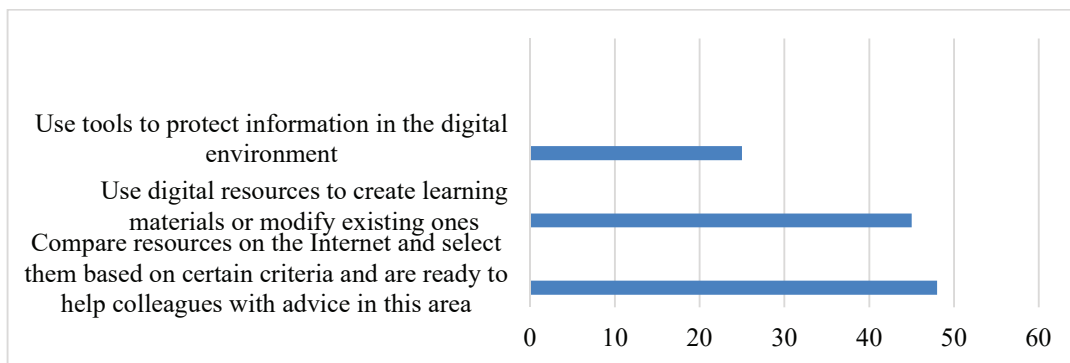 Use tools to protect information in the digital
environment
Use digital resources to create learning
materials or modify existing ones
Compare resources on the Internet and select
them based on certain criteria and are ready to
help colleagues with advice in this area
0 10 20 30 40 50 60